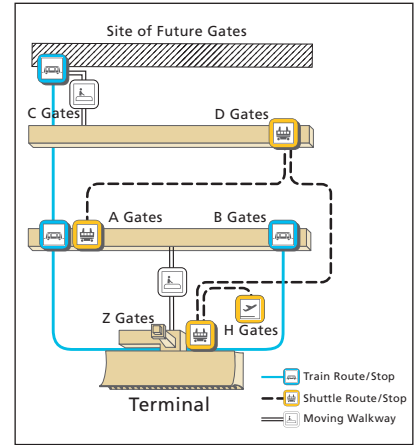 Site of Future Gates
C Gates
D Gates
A Gates
B Gates
Z Gates
H Gates
Terminal
Train Route/Stop
Shuttle Route/Stop
Moving Walkway